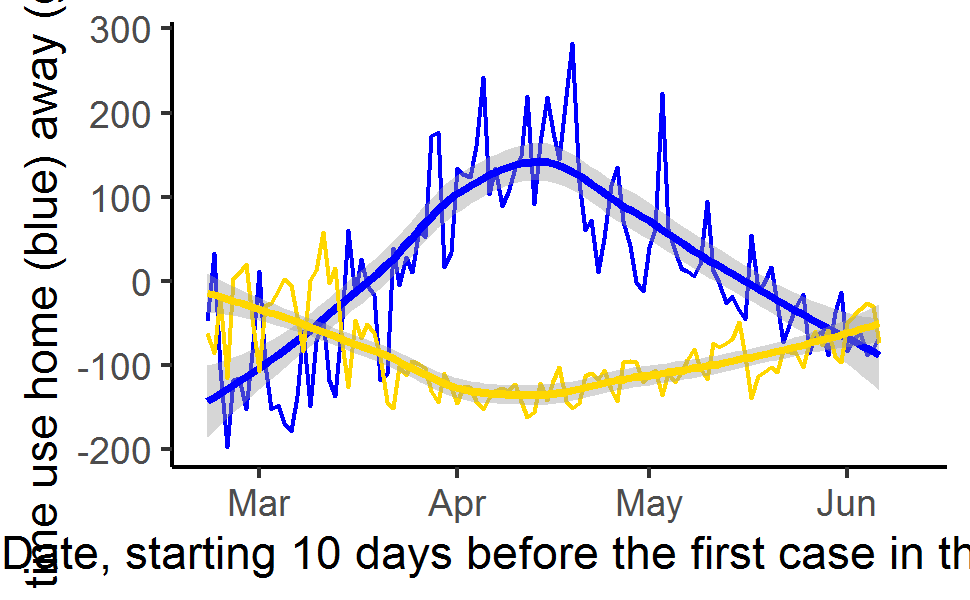 time use home (blue) away (g
300
200
100
0
-100
-200
Mar Apr May Jun
Date, starting 10 days before the first case in th